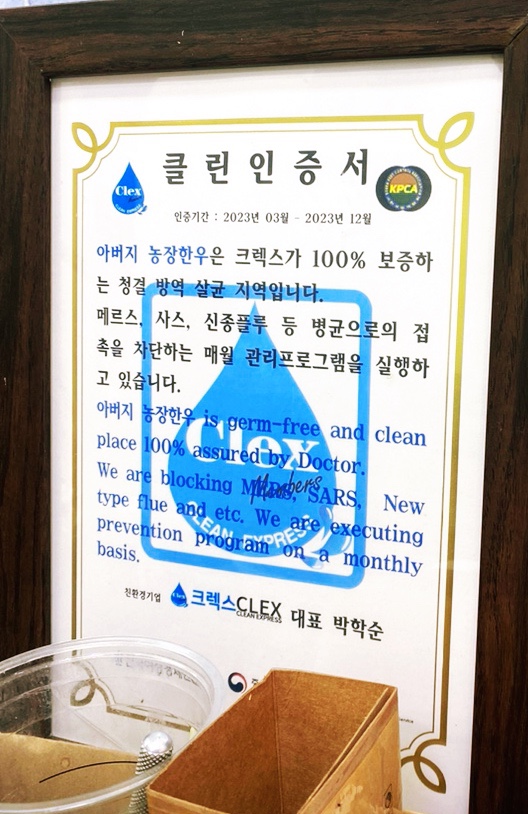 클린인증서
Clex
KPCA
인증기간 : 2023년 03월 - 2023년 12월
아버지 농장한우은 크렉스가 100% 보증하
는 청결 방역 살균 지역입니다.
메르스, 사스, 신종플루 등 병균으로의 접
촉을 차단하는 매월 관리프로그램을 실행하
고 있습니다.
아버지 농장한우 is germ-free and clean
place 100% assured by Doctor.
We are blocking MERS, SARS, New
type flue and etc. We are executing
prevention program on a monthly
basis.
Clex
Members
CLEAN EXPRESS
친환경기업 Clex 크렉스CLEX 대표 박학순
CLEAN EXPRESS